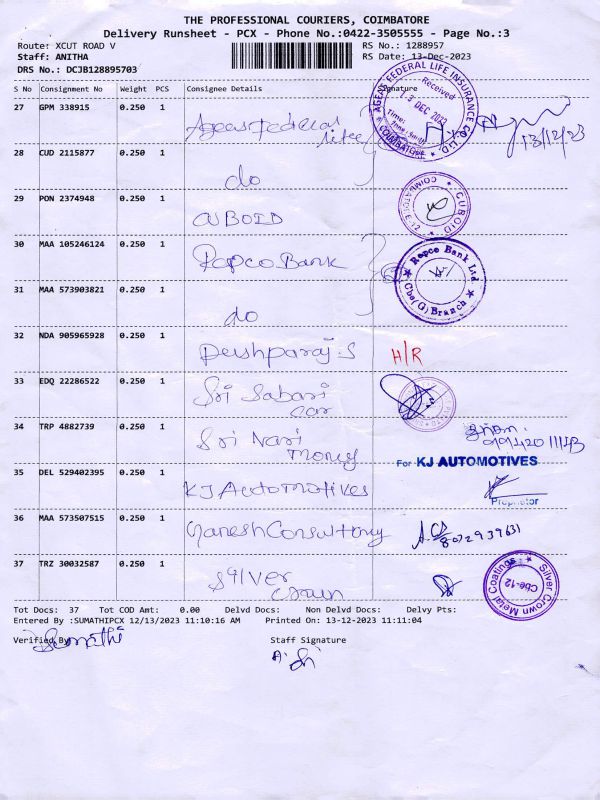 THE PROFESSIONAL COURIERS, COIMBATORE
Delivery Runsheet - PCX - Phone No.:0422-3505555 - Page No.:3
Route: XCUT ROAD V RS No.: 1288957
Staff: ANITHA RS Date: 13-Dec-2023
DRS No.: DCJB128895703
S No Consignment No Weight PCS Consignee Details Signature
27 GPM 338915 0.250 1 Ageas Federal
life
AGEAS FEDERAL LIFE INSURANCE CO LTD.
Received
13 DEC 2023
Time:
COIMBATORE
13/12/23
28 CUD 2115877 0.250 1
do
29 PON 2374948 0.250 1 CUBOID
CUBOID COIMBATORE-12
30 MAA 105246124 0.250 1 Repco Bank
Repco Bank Ltd.
Cbe(G) Branch
31 MAA 573903821 0.250 1
do
32 NDA 905965928 0.250 1 Deshparaj.S H/R
33 EDQ 22286522 0.250 1 Sri Sabari
car
34 TRP 4882739 0.250 1 Sri Nari
money
35 DEL 529402395 0.250 1 KJ Automotives
For KJ AUTOMOTIVES
Proprietor
36 MAA 573507515 0.250 1 Ganesh Consultany
37 TRZ 30032587 0.250 1 Silver
crown
Silver Crown Metal Coatings
Cbe-12
Tot Docs: 37 Tot COD Amt: 0.00 Delvd Docs: Non Delvd Docs: Delvy Pts:
Entered By :SUMATHIPCX 12/13/2023 11:10:16 AM Printed On: 13-12-2023 11:11:04
Verified By Staff Signature
Sumathi